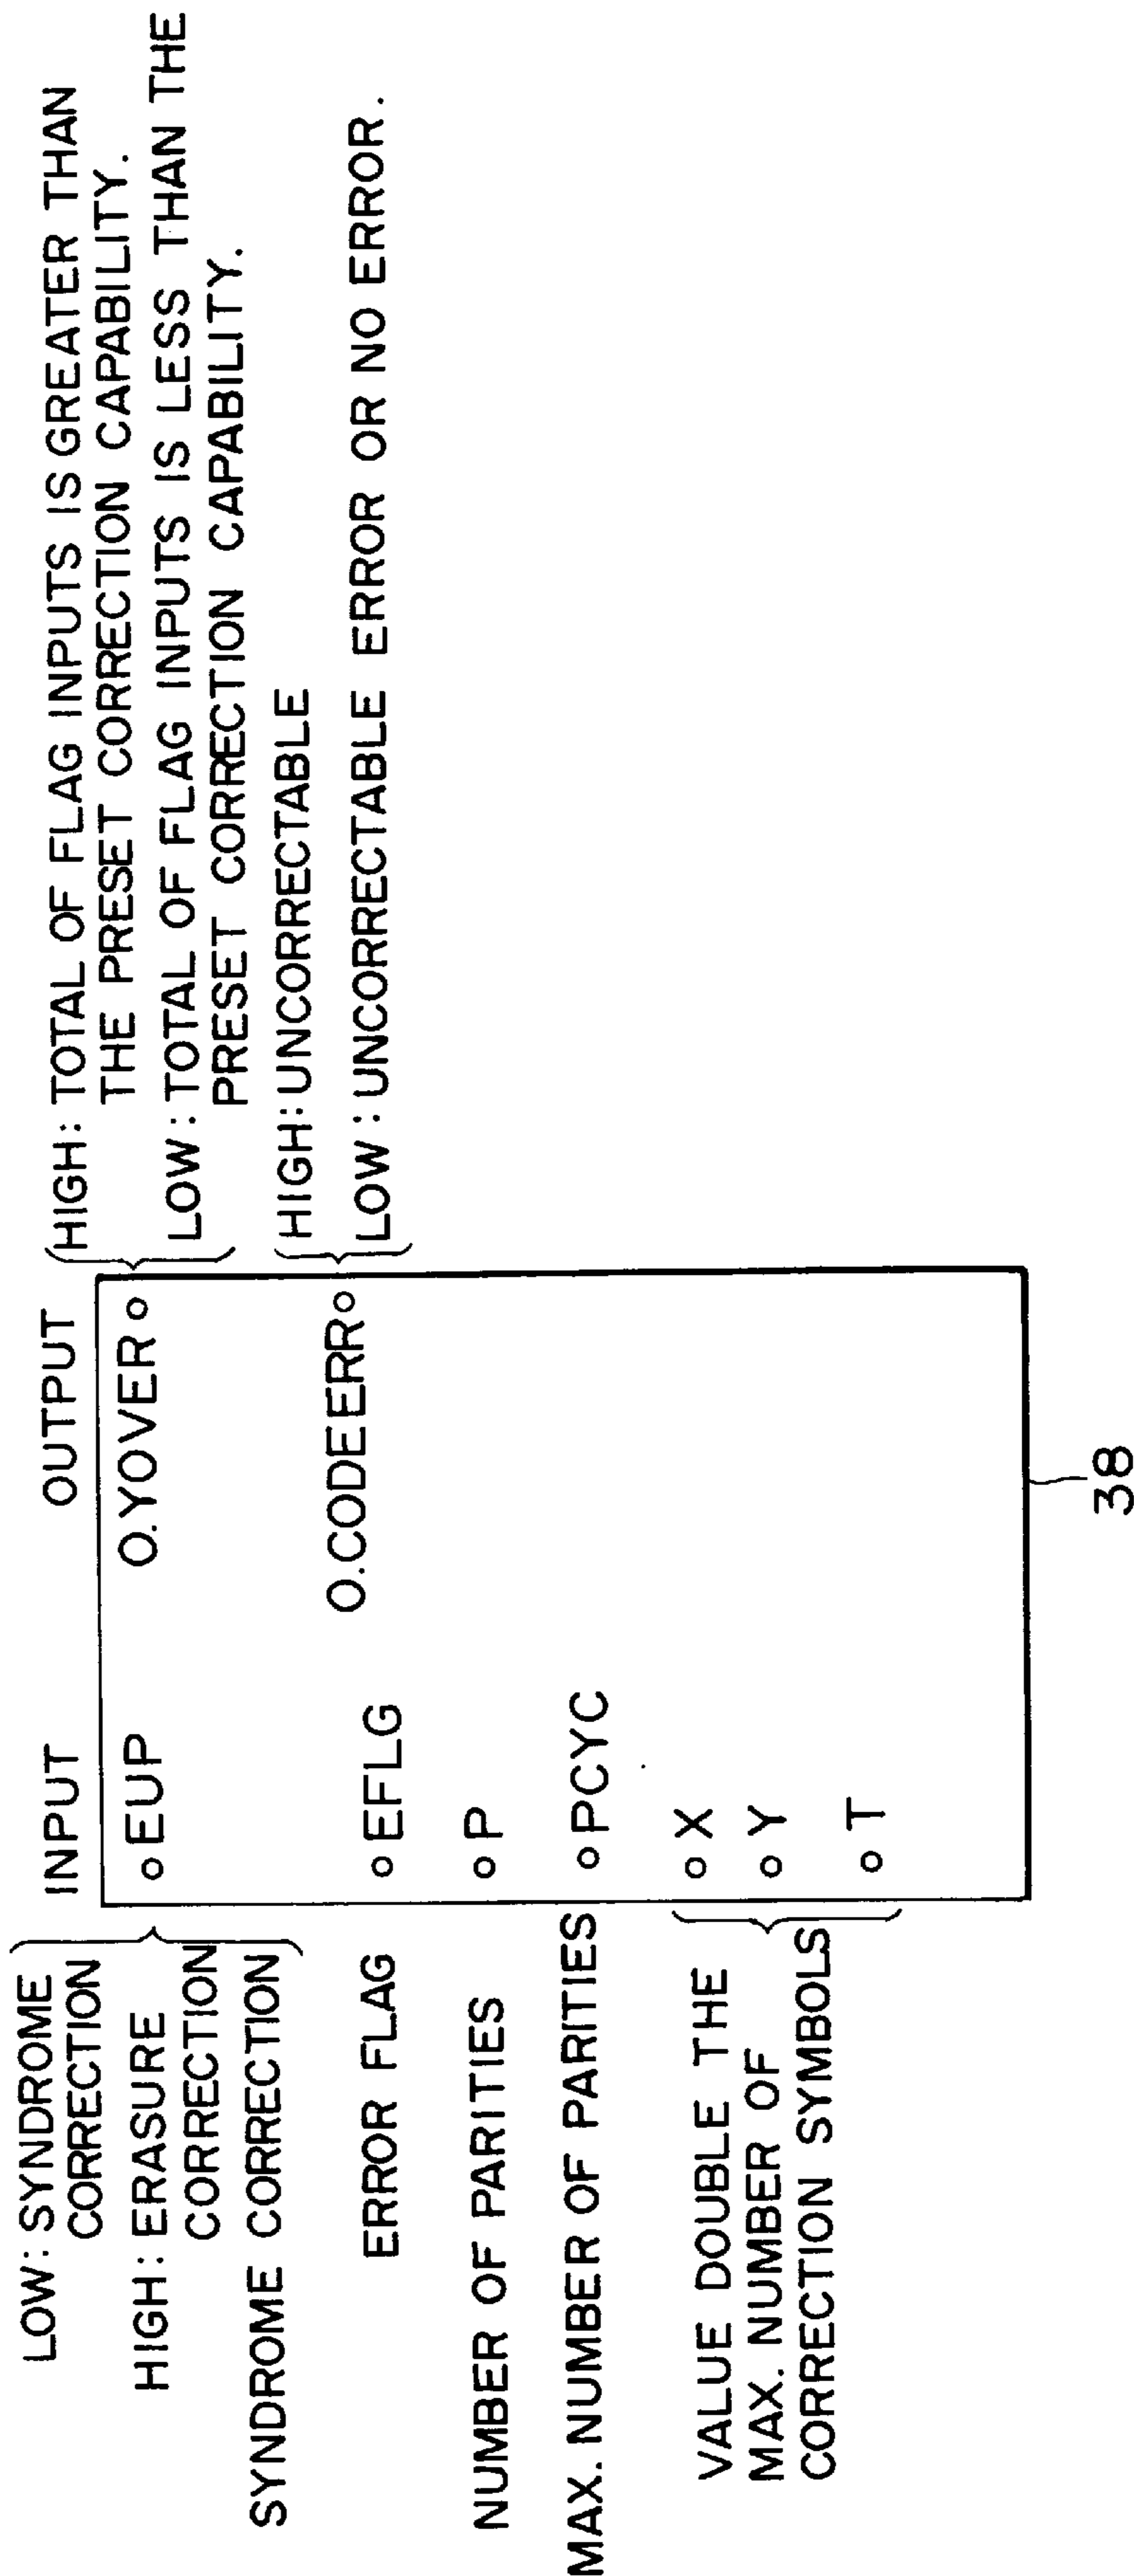 INPUT
OUTPUT
LOW: SYNDROME
CORRECTION
HIGH: ERASURE
CORRECTION
SYNDROME CORRECTION
EUP
O.YOVER
HIGH: TOTAL OF FLAG INPUTS IS GREATER THAN
THE PRESET CORRECTION CAPABILITY.
LOW: TOTAL OF FLAG INPUTS IS LESS THAN THE
PRESET CORRECTION CAPABILITY.
ERROR FLAG
EFLG
O.CODEERR
HIGH: UNCORRECTABLE
LOW: UNCORRECTABLE ERROR OR NO ERROR.
NUMBER OF PARITIES
P
MAX. NUMBER OF PARITIES
PCYC
VALUE DOUBLE THE
MAX. NUMBER OF
CORRECTION SYMBOLS
X
Y
T
38